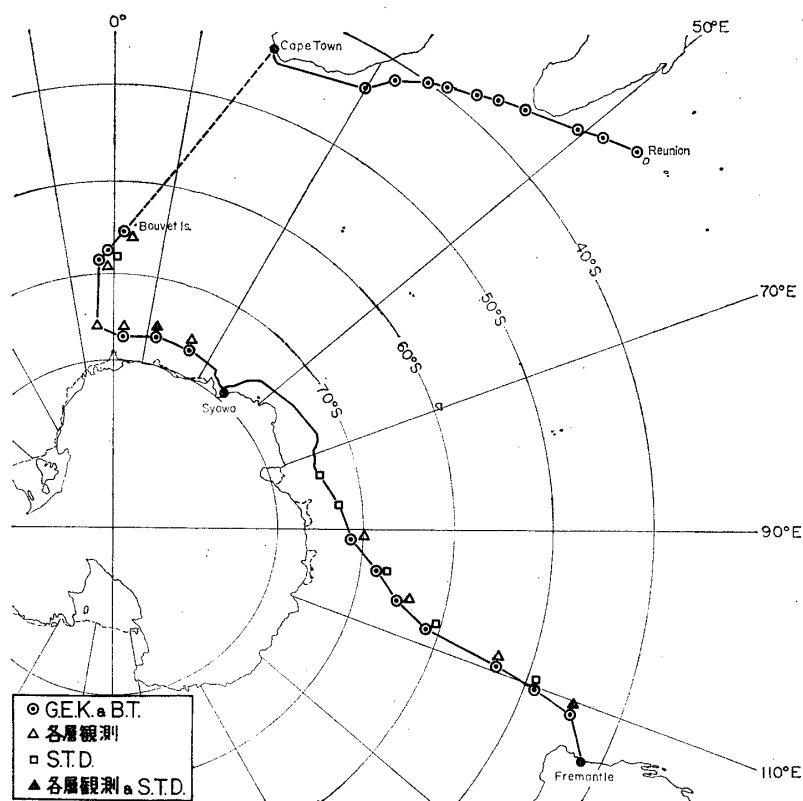 0°
50°E
Cape Town
Reunion
Bouvet Is.
40°S
50°S
70°E
60°S
70°S
Syowa
90°E
110°E
Fremantle
G.E.K. & B.T.
各層観測
S.T.D.
各層観測 & S.T.D.